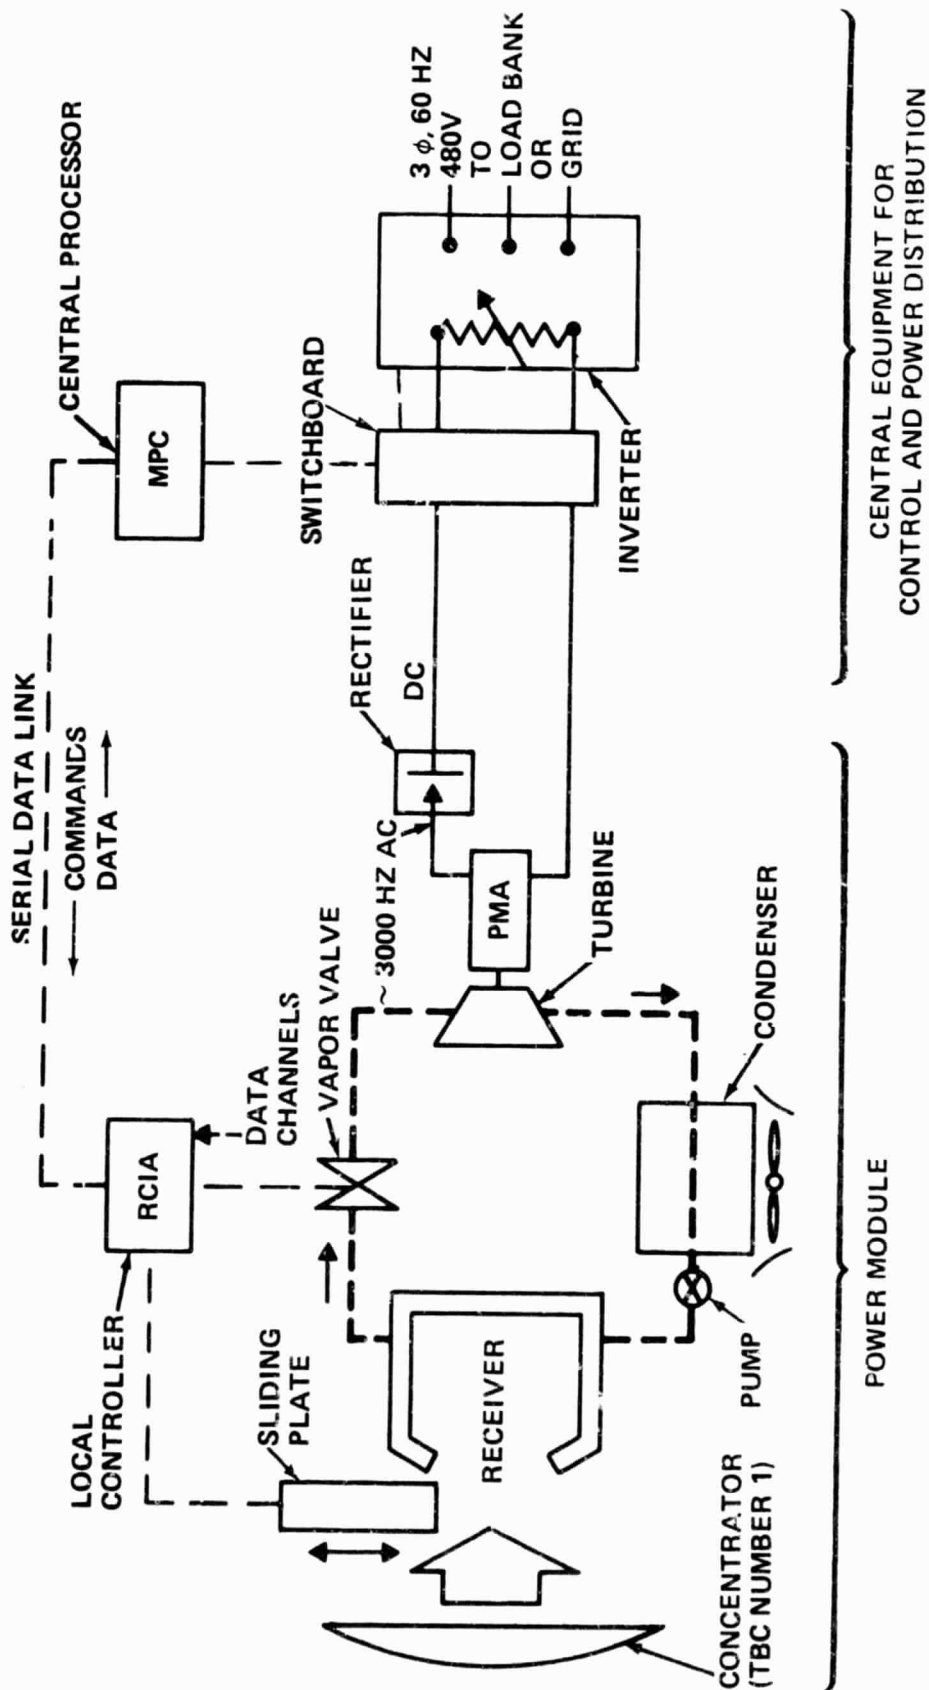 SERIAL DATA LINK
COMMANDS
DATA
CENTRAL PROCESSOR
MPC
LOCAL
CONTROLLER
RCIA
DATA
CHANNELS
VAPOR VALVE
~ 3000 HZ AC
RECTIFIER
DC
SWITCHBOARD
3 ϕ, 60 HZ
480V
TO
LOAD BANK
OR
GRID
SLIDING
PLATE
RECEIVER
PMA
TURBINE
INVERTER
CONCENTRATOR
(TBC NUMBER 1)
PUMP
CONDENSER
POWER MODULE
CENTRAL EQUIPMENT FOR
CONTROL AND POWER DISTRIBUTION